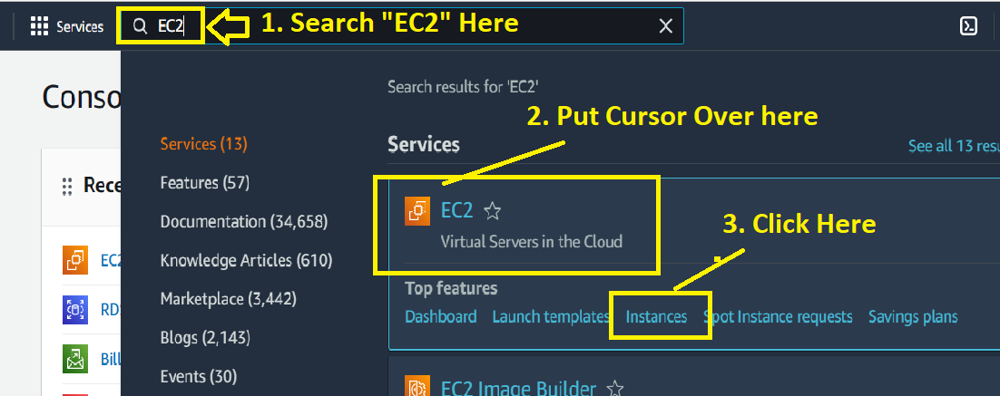 Services
EC2
1. Search "EC2" Here
Conso
Search results for 'EC2'
2. Put Cursor Over here
Services (13)
Services
See all 13 resu
Features (57)
Rece
EC2
Documentation (34,658)
Virtual Servers in the Cloud
3. Click Here
Knowledge Articles (610)
EC2
Top features
Marketplace (3,442)
RD
Dashboard
Launch templates
Instances
Spot Instance requests
Savings plans
Blogs (2,143)
Bill
Events (30)
EC2 Image Builder